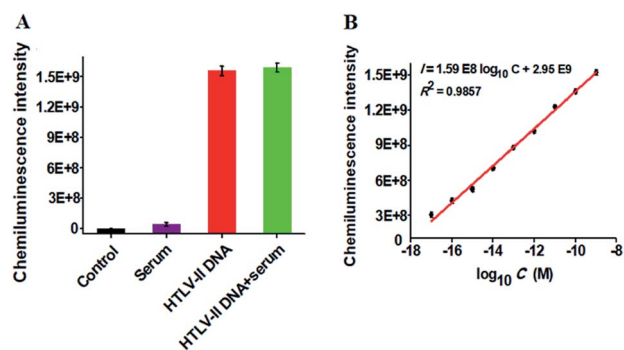 A
Chemiluminescence intensity
1.5E+9
1.2E+9
9E+8
6E+8
3E+8
0
Control
Serum
HTLV-II DNA
HTLV-II DNA+serum
B
Chemiluminescence intensity
1.5E+9
1.2E+9
9E+8
6E+8
3E+8
0
I = 1.59 E8 log10 C + 2.95 E9
R² = 0.9857
-18 -16 -14 -12 -10 -8
log10 C (M)